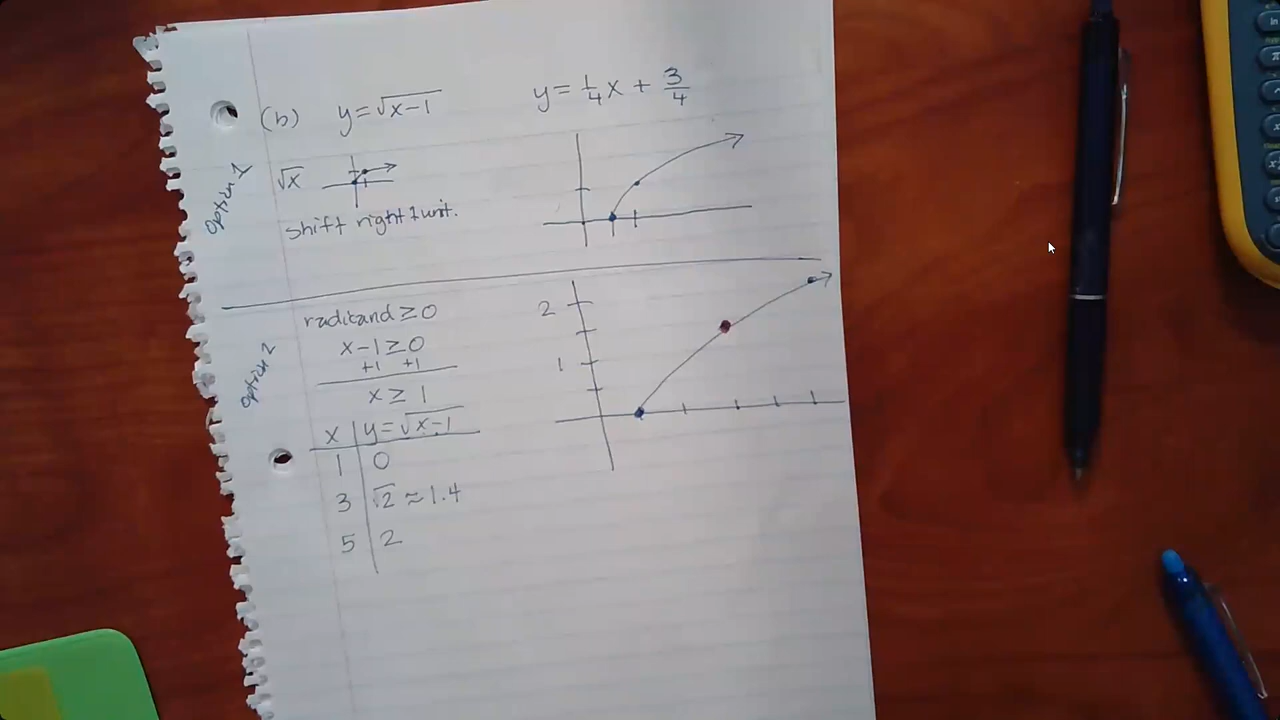 (b) y=√x-1 y=1/4x+3/4
Option 1
√x
shift right 1 unit.
Option 2
radicand ≥ 0
x-1≥0
+1 +1
x ≥ 1
x | y=√x-1
1 | 0
3 | √2 ≈ 1.4
5 | 2
2
1